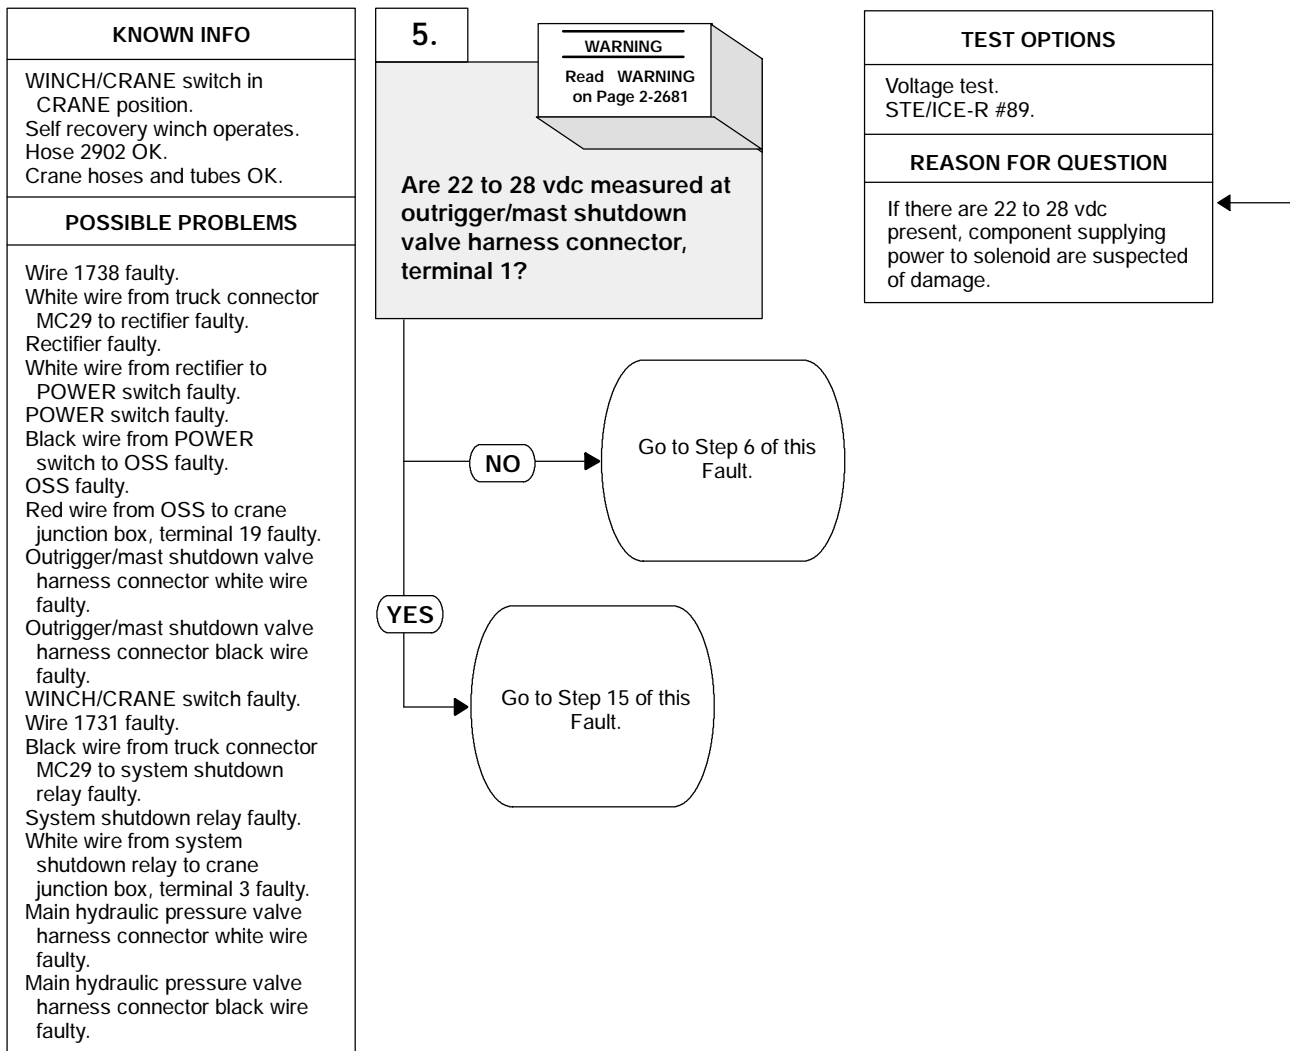 KNOWN INFO
WINCH/CRANE switch in
CRANE position.
Self recovery winch operates.
Hose 2902 OK.
Crane hoses and tubes OK.
POSSIBLE PROBLEMS
Wire 1738 faulty.
White wire from truck connector
MC29 to rectifier faulty.
Rectifier faulty.
White wire from rectifier to
POWER switch faulty.
POWER switch faulty.
Black wire from POWER
switch to OSS faulty.
OSS faulty.
Red wire from OSS to crane
junction box, terminal 19 faulty.
Outrigger/mast shutdown valve
harness connector white wire
faulty.
Outrigger/mast shutdown valve
harness connector black wire
faulty.
WINCH/CRANE switch faulty.
Wire 1731 faulty.
Black wire from truck connector
MC29 to system shutdown
relay faulty.
System shutdown relay faulty.
White wire from system
shutdown relay to crane
junction box, terminal 3 faulty.
Main hydraulic pressure valve
harness connector white wire
faulty.
Main hydraulic pressure valve
harness connector black wire
faulty.
5.
WARNING
Read WARNING
on Page 2-2681
Are 22 to 28 vdc measured at
outrigger/mast shutdown
valve harness connector,
terminal 1?
NO
Go to Step 6 of this
Fault.
YES
Go to Step 15 of this
Fault.
TEST OPTIONS
Voltage test.
STE/ICE-R #89.
REASON FOR QUESTION
If there are 22 to 28 vdc
present, component supplying
power to solenoid are suspected
of damage.